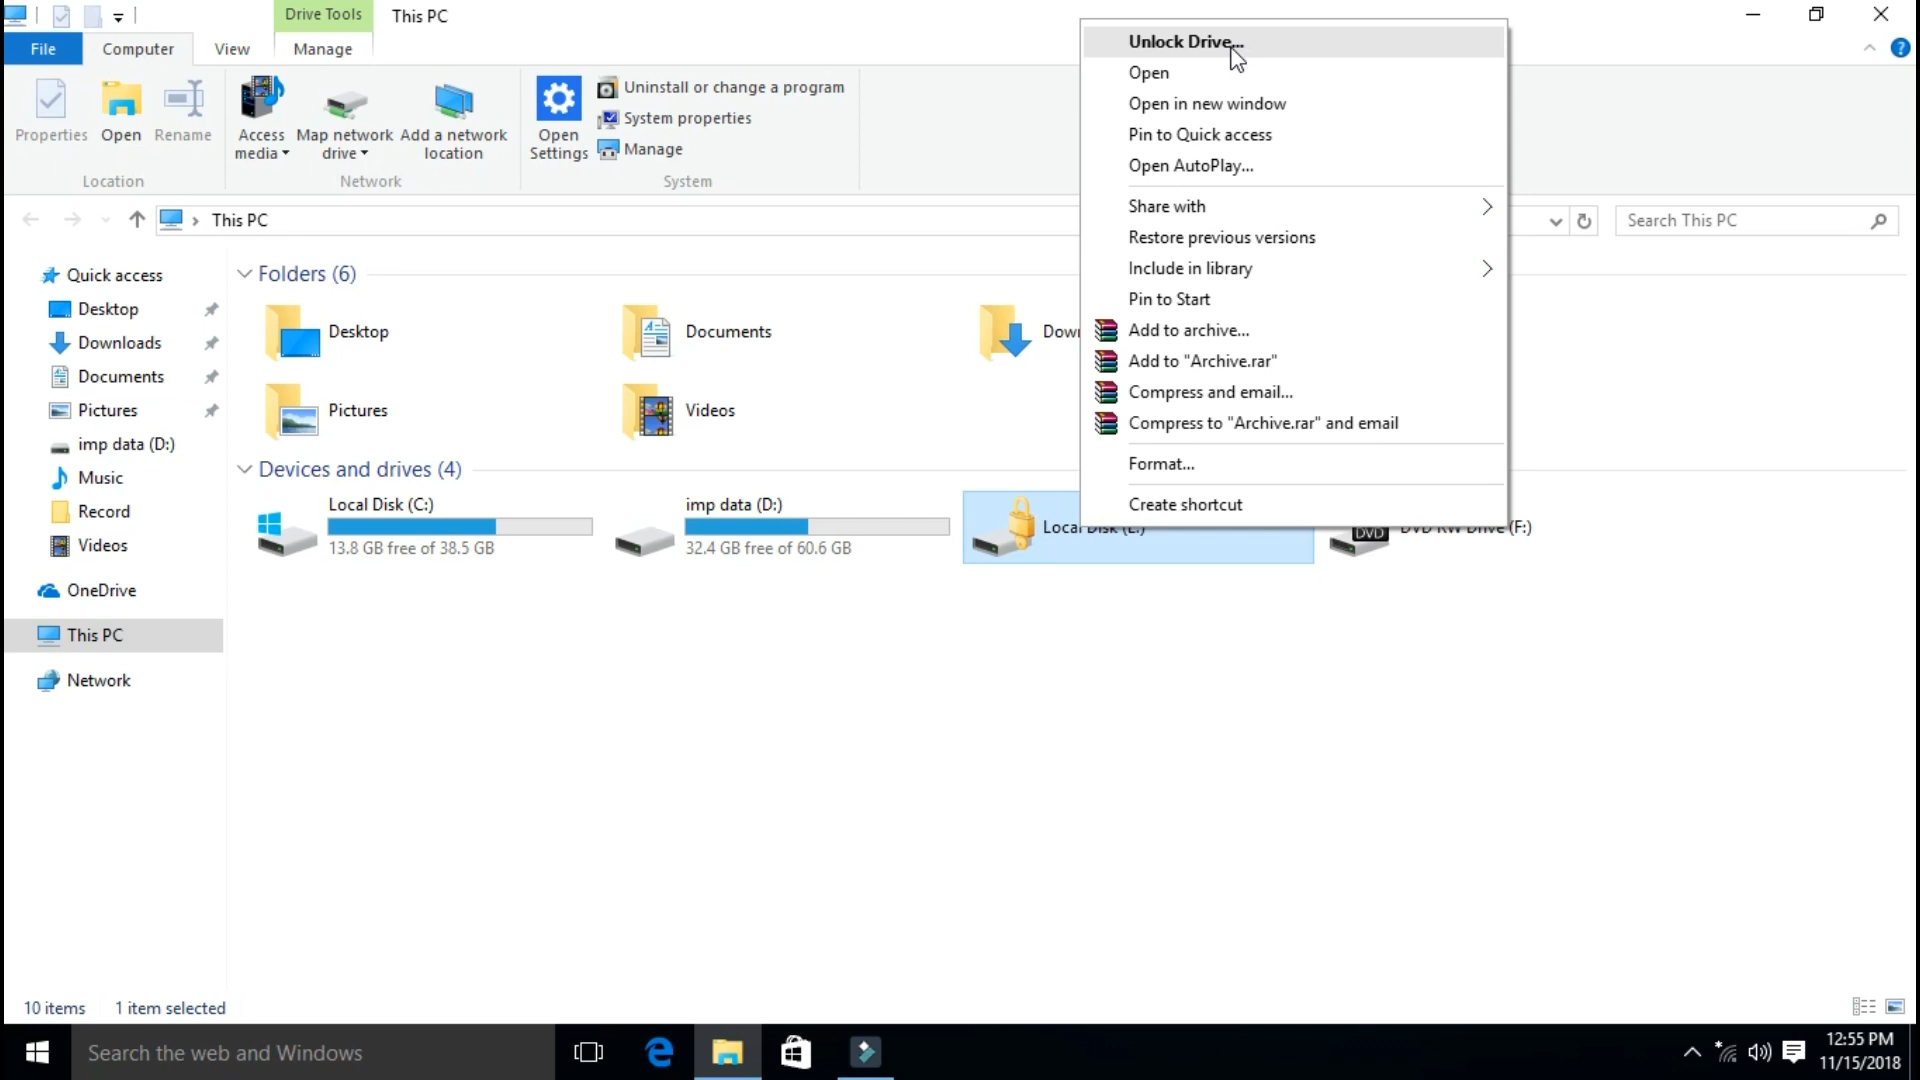 Drive Tools
This PC
File
Computer
View
Manage
Properties
Open
Rename
Access media
Map network drive
Add a network location
Open Settings
Uninstall or change a program
System properties
Manage
Location
Network
System
This PC
Search This PC
Unlock Drive...
Open
Open in new window
Pin to Quick access
Open AutoPlay...
Share with
Restore previous versions
Include in library
Pin to Start
Add to archive...
Add to "Archive.rar"
Compress and email...
Compress to "Archive.rar" and email
Format...
Create shortcut
Quick access
Desktop
Downloads
Documents
Pictures
imp data (D:)
Music
Record
Videos
OneDrive
This PC
Network
Folders (6)
Desktop
Documents
Down
Pictures
Videos
Devices and drives (4)
Local Disk (C:)
13.8 GB free of 38.5 GB
imp data (D:)
32.4 GB free of 60.6 GB
Local Disk (E:)
DVD
DVD RW Drive (F:)
10 items
1 item selected
Search the web and Windows
12:55 PM
11/15/2018